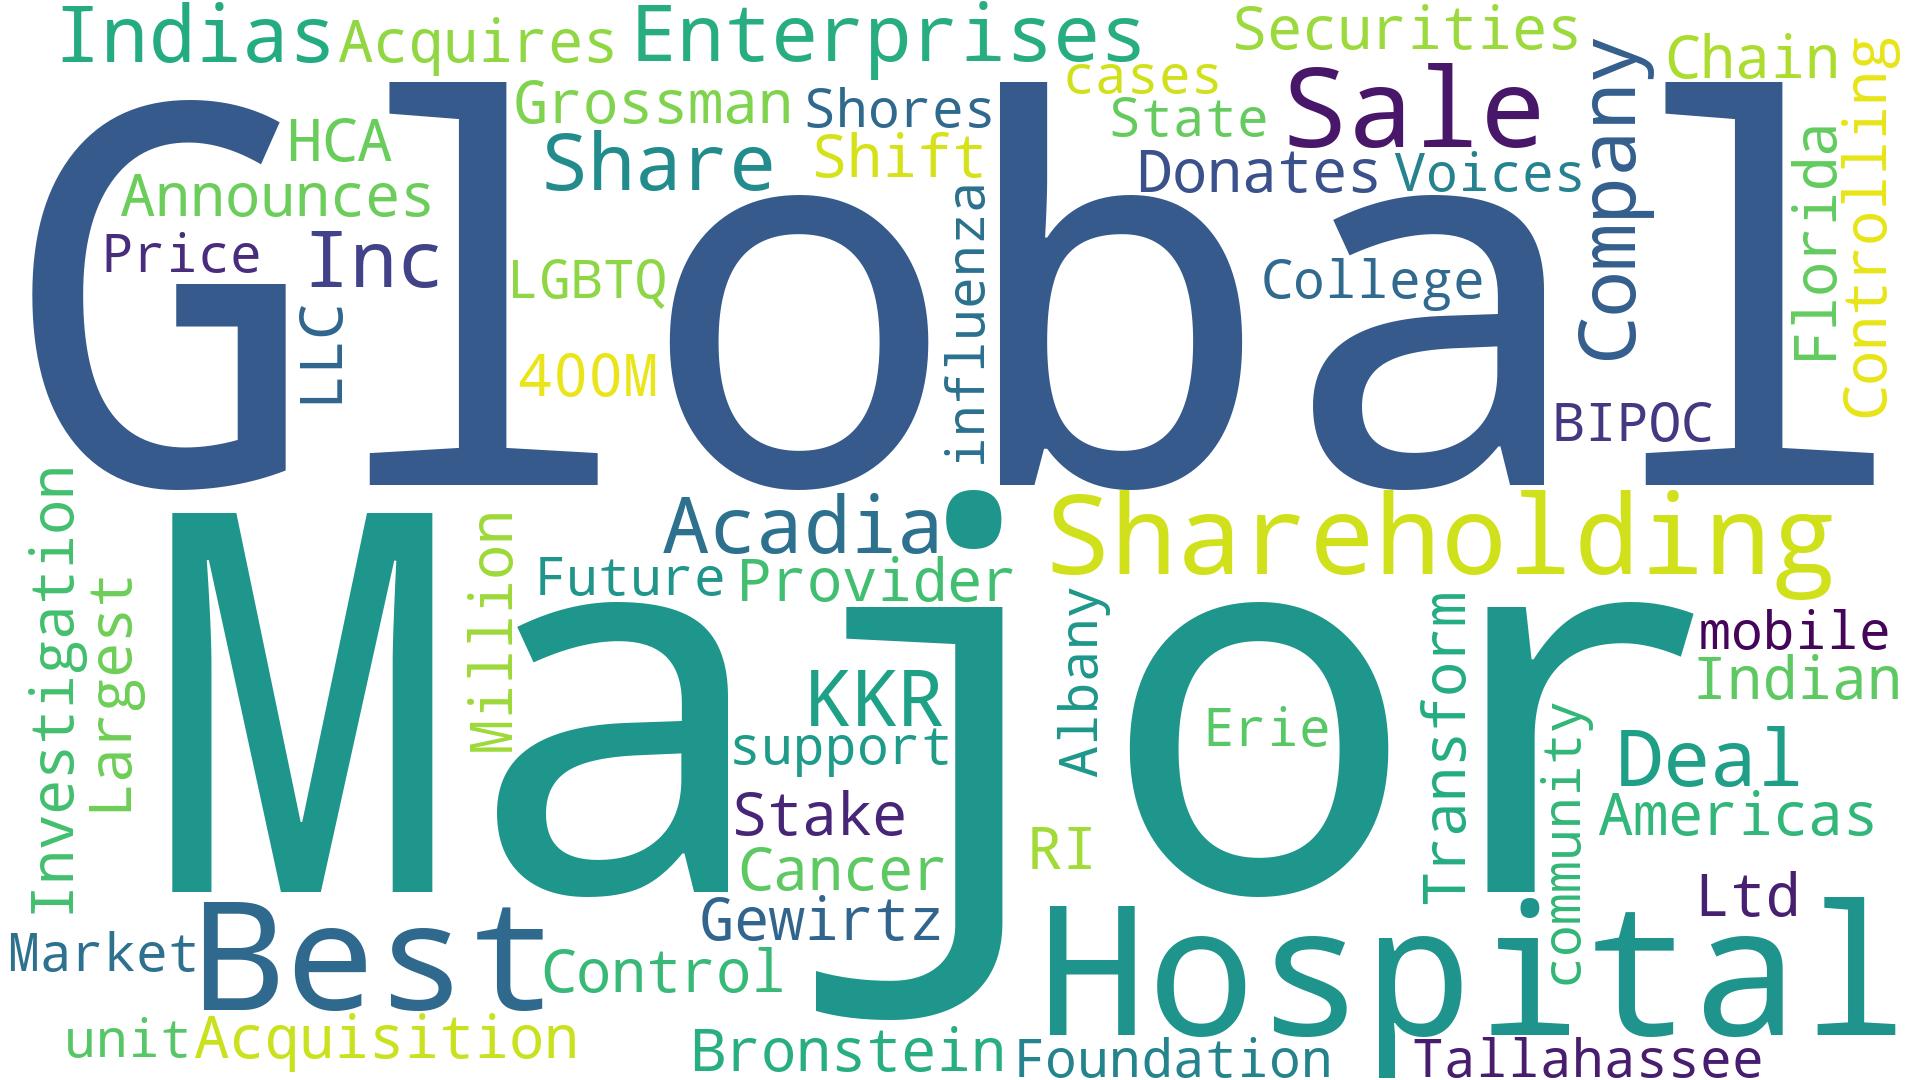 Indias
Acquires
Enterprises
Securities
Chain
Controlling
Company
cases
Sale
Grossman
Shores
State
HCA
Share
Shift
Donates
Voices
Florida
Announces
Global
influenza
Price
Inc
LGBTQ
College
LLC
400M
BIPOC
Investigation
Acadia
Shareholding
Million
Largest
Future
Provider
Major
Albany
Transform
mobile
Indian
KKR
Erie
support
community
Deal
Stake
Americas
RI
Cancer
Ltd
Gewirtz
Best
Hospital
Market
Control
unit
Acquisition
Bronstein
Foundation
Tallahassee